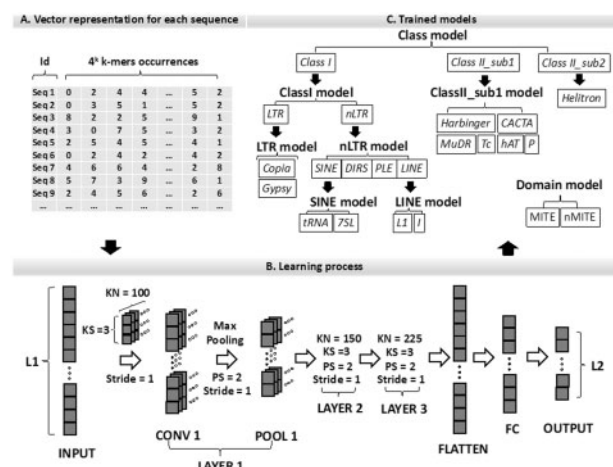 A. Vector representation for each sequence
Id 4ᵏ k-mers occurrences
Seq 1 0 2 4 4 ... 5 2
Seq 2 0 3 5 1 ... 5 2
Seq 3 8 2 2 5 ... 9 1
Seq 4 3 0 7 5 ... 3 2
Seq 5 2 5 4 5 ... 4 1
Seq 6 0 2 4 2 ... 4 2
Seq 7 4 6 6 4 ... 2 8
Seq 8 5 7 3 9 ... 6 1
Seq 9 2 4 5 6 ... 2 6
... ... ... ... ... ... ... ...
C. Trained models
Class model
Class I Class II_sub1 Class II_sub2
ClassI model ClassII_sub1 model Helitron
LTR nLTR Harbinger CACTA
MuDR Tc hAT P
LTR model nLTR model
Copia SINE DIRS PLE LINE
Gypsy
SINE model LINE model
tRNA 7SL L1 I
Domain model
MITE nMITE
B. Learning process
KN = 100
KS =3
Stride = 1
L1
INPUT
CONV 1
Max
Pooling
PS = 2
Stride = 1
POOL 1
LAYER 1
KN = 150
KS =3
PS = 2
Stride = 1
LAYER 2
KN = 225
KS =3
PS = 2
Stride = 1
LAYER 3
FLATTEN
FC
L2
OUTPUT